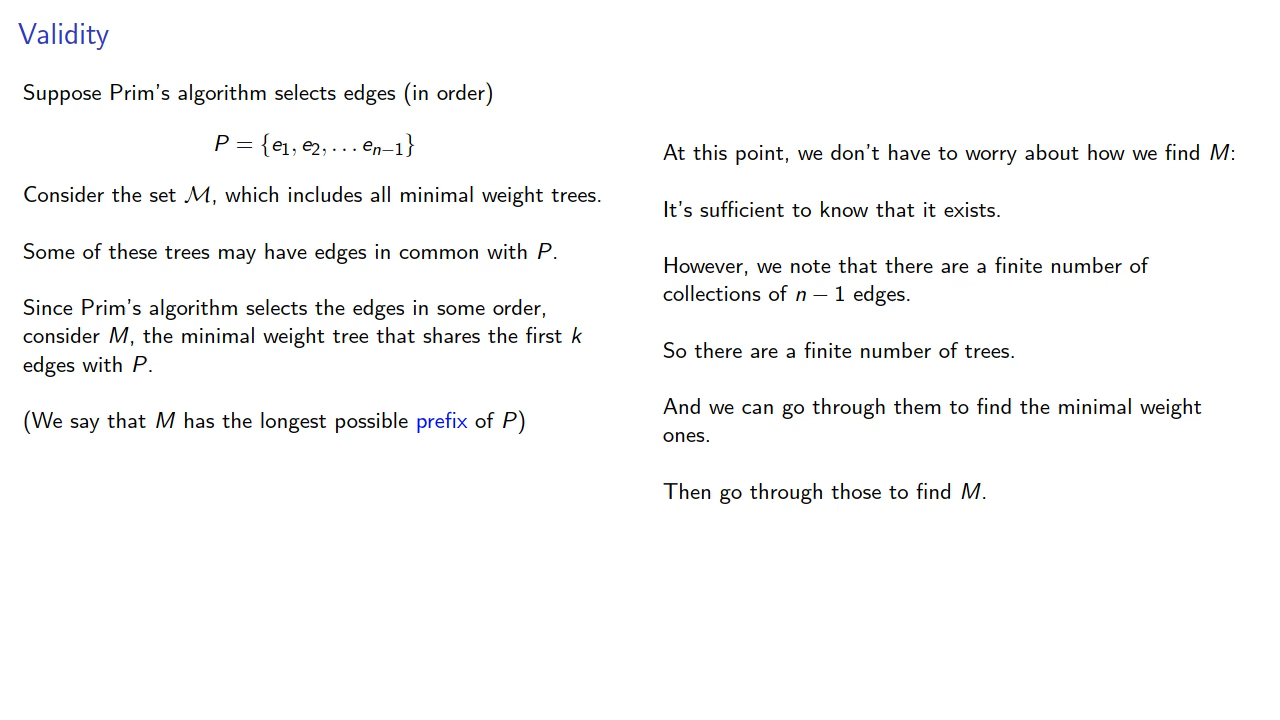 Validity
Suppose Prim's algorithm selects edges (in order)
P = {e₁, e₂, . . . eₙ₋₁}
Consider the set ℳ, which includes all minimal weight trees.
Some of these trees may have edges in common with P.
Since Prim's algorithm selects the edges in some order,
consider M, the minimal weight tree that shares the first k
edges with P.
(We say that M has the longest possible prefix of P)
At this point, we don't have to worry about how we find M:
It's sufficient to know that it exists.
However, we note that there are a finite number of
collections of n − 1 edges.
So there are a finite number of trees.
And we can go through them to find the minimal weight
ones.
Then go through those to find M.